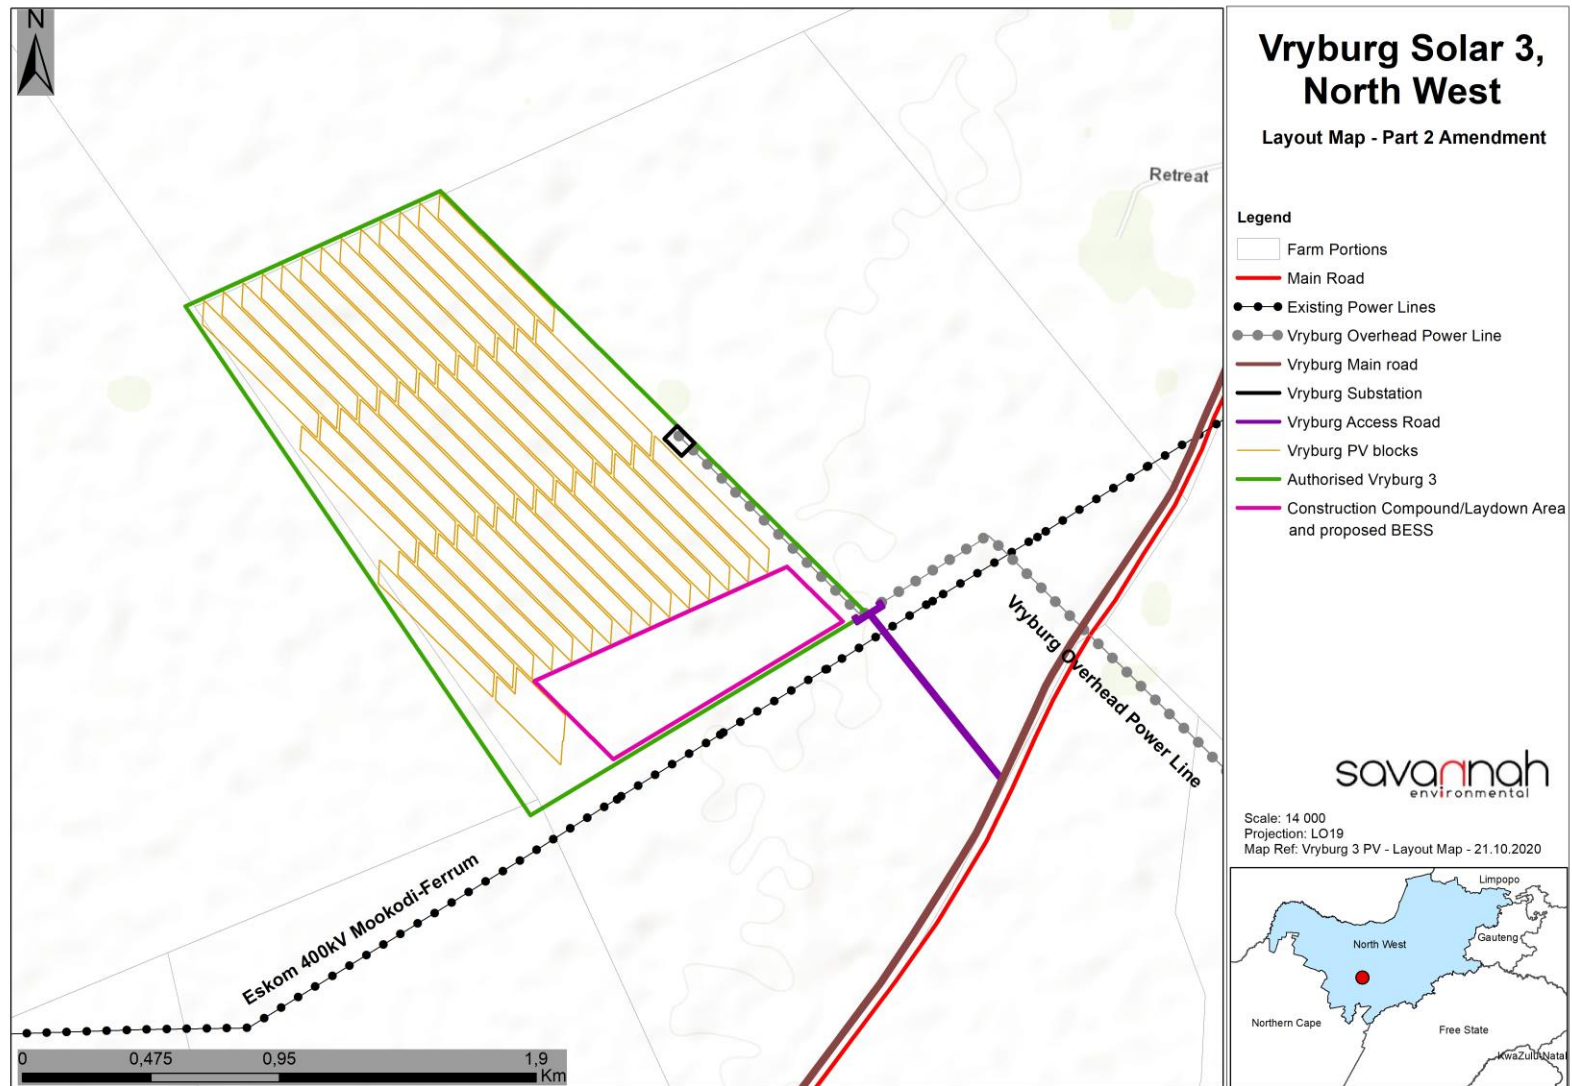 N
Retreat
Vryburg Overhead Power Line
Eskom 400kV Mookodi-Ferrum
0 0,475 0,95 1,9
Km
Vryburg Solar 3,
North West
Layout Map - Part 2 Amendment
Legend
Farm Portions
Main Road
Existing Power Lines
Vryburg Overhead Power Line
Vryburg Main road
Vryburg Substation
Vryburg Access Road
Vryburg PV blocks
Authorised Vryburg 3
Construction Compound/Laydown Area
and proposed BESS
savannah
environmental
Scale: 14 000
Projection: LO19
Map Ref: Vryburg 3 PV - Layout Map - 21.10.2020
Limpopo
North West
Gauteng
Northern Cape
Free State
KwaZulu-Natal